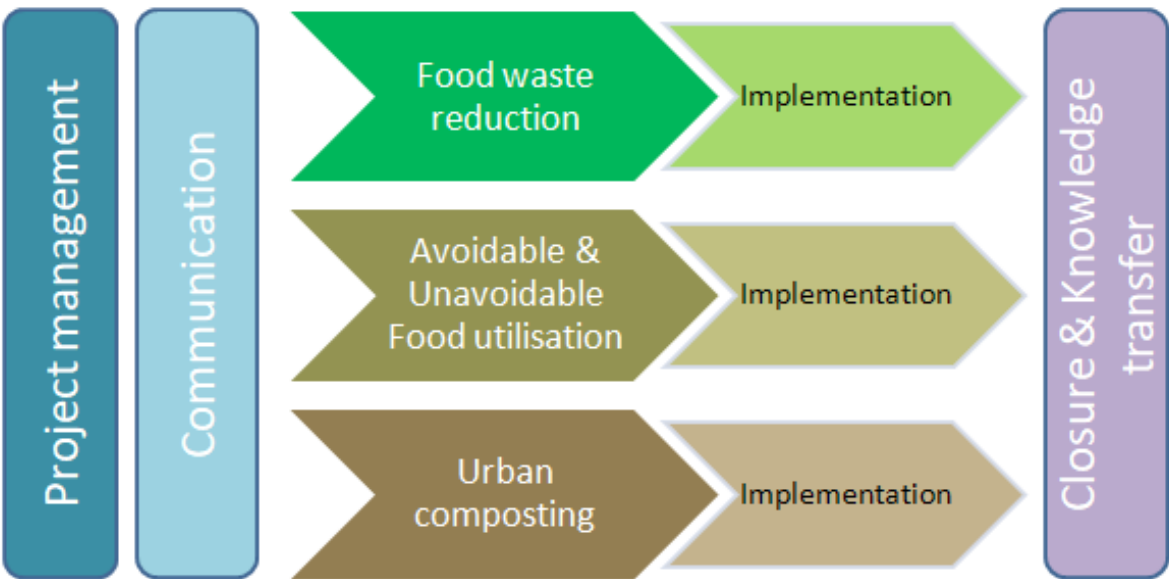 Project management
Communication
Food waste
reduction
Implementation
Avoidable &
Unavoidable
Food utilisation
Implementation
Urban
composting
Implementation
Closure & Knowledge
transfer